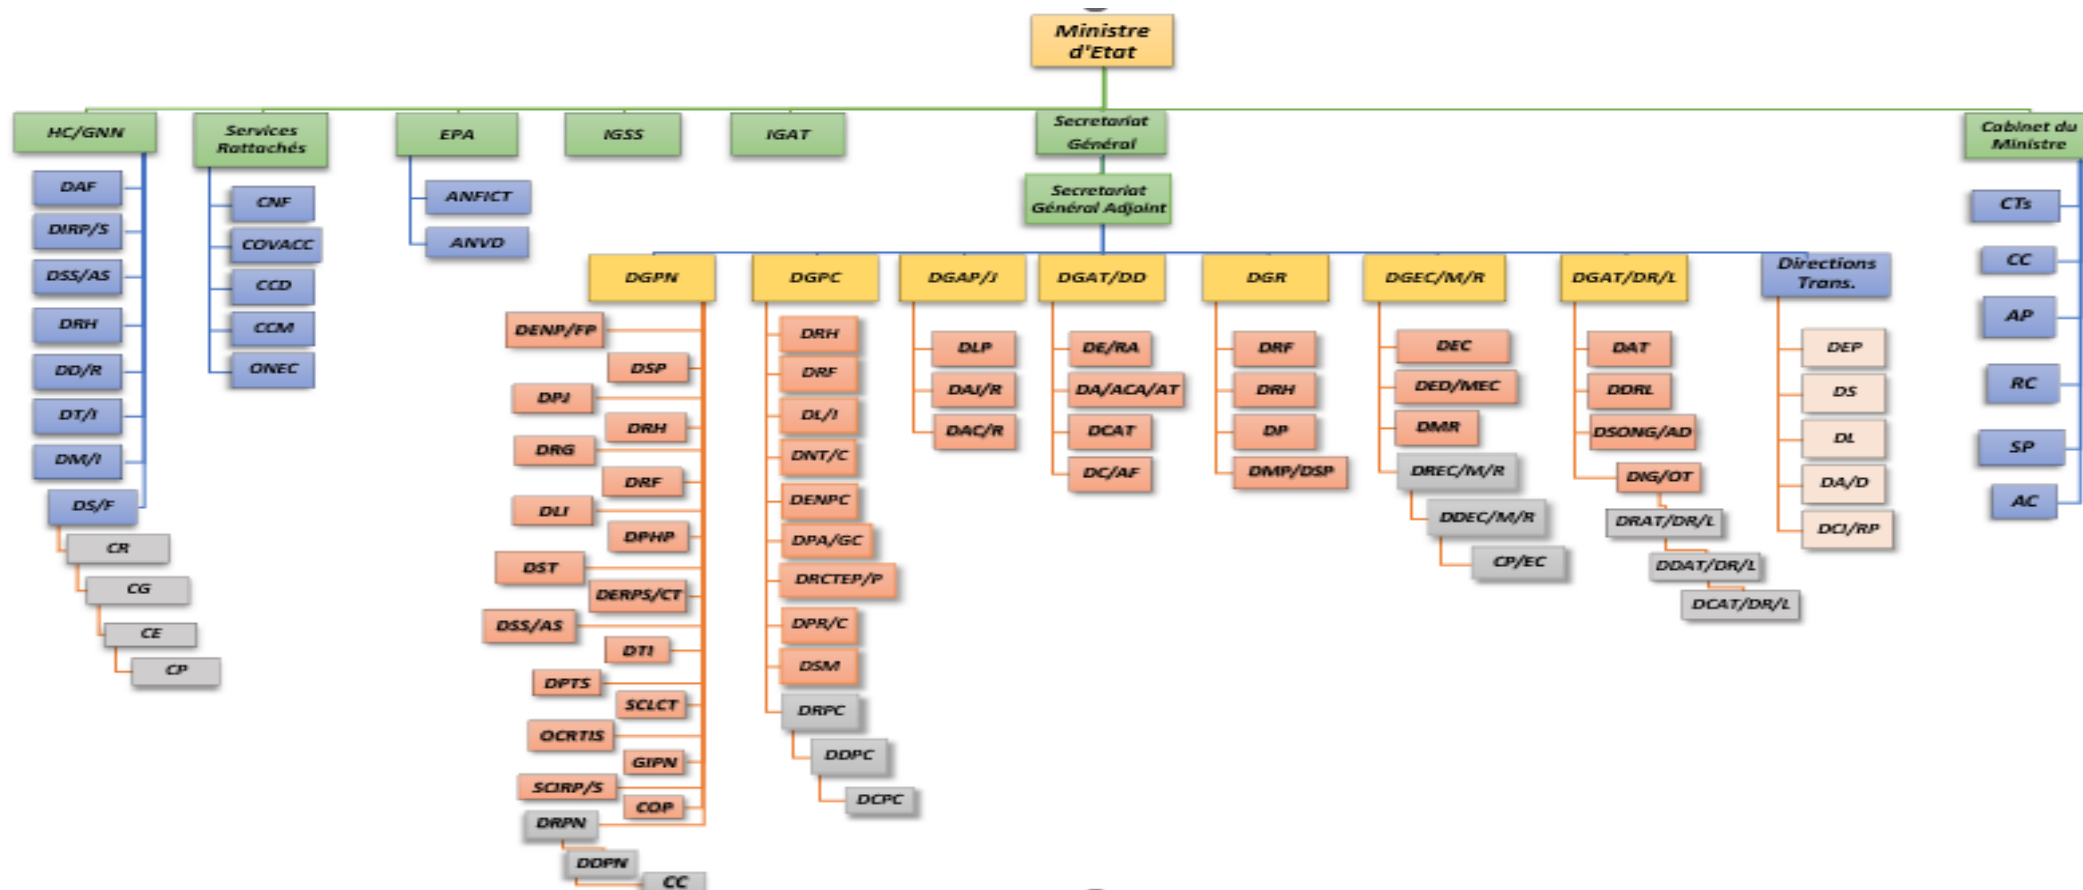 Ministre
d'Etat
HC/GNN
Services
Rattachés
EPA
IGSS
IGAT
Secretariat
Général
Cabinet du
Ministre
Secretariat
Général Adjoint
DAF
DIRP/S
DSS/AS
DRH
DD/R
DT/I
DM/I
DS/F
CR
CG
CE
CP
CNF
COVACC
CCD
CCM
ONEC
ANFICT
ANVD
DGPN
DENP/FP
DSP
DPJ
DRH
DRG
DRF
DLI
DPHP
DST
DERPS/CT
DSS/AS
DTI
DPTS
SCLCT
OCRTIS
GIPN
SCIRP/S
COP
DRPN
DDPN
CC
DGPC
DRH
DRF
DL/I
DNT/C
DENPC
DPA/GC
DRCTEP/P
DPR/C
DSM
DRPC
DDPC
DCPC
DGAP/J
DLP
DAJ/R
DAC/R
DGAT/DD
DE/RA
DA/ACA/AT
DCAT
DC/AF
DGR
DRF
DRH
DP
DMP/DSP
DGEC/M/R
DEC
DED/MEC
DMR
DREC/M/R
DDEC/M/R
CP/EC
DGAT/DR/L
DAT
DDRL
DSONG/AD
DIG/OT
DRAT/DR/L
DDAT/DR/L
DCAT/DR/L
Directions
Trans.
DEP
DS
DL
DA/D
DCI/RP
CTs
CC
AP
RC
SP
AC